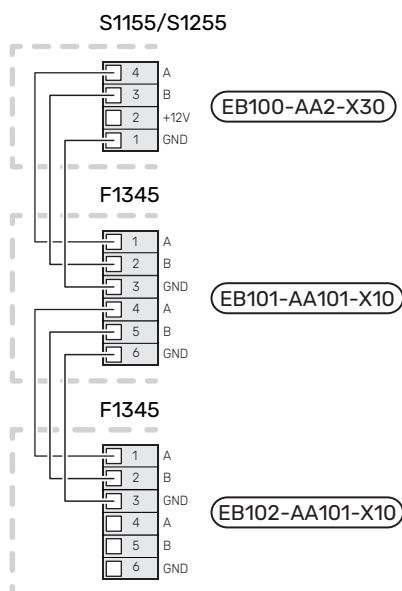 S1155/S1255
4 A
3 B
2 +12V
1 GND
EB100-AA2-X30
F1345
1 A
2 B
3 GND
4 A
5 B
6 GND
EB101-AA101-X10
F1345
1 A
2 B
3 GND
4 A
5 B
6 GND
EB102-AA101-X10